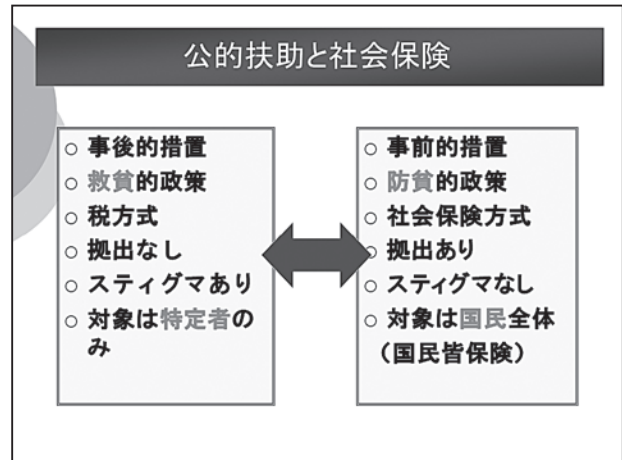 公的扶助と社会保険
○ 事後的措置
○ 救貧的政策
○ 税方式
○ 拠出なし
○ スティグマあり
○ 対象は特定者の
み
○ 事前的措置
○ 防貧的政策
○ 社会保険方式
○ 拠出あり
○ スティグマなし
○ 対象は国民全体
（国民皆保険）